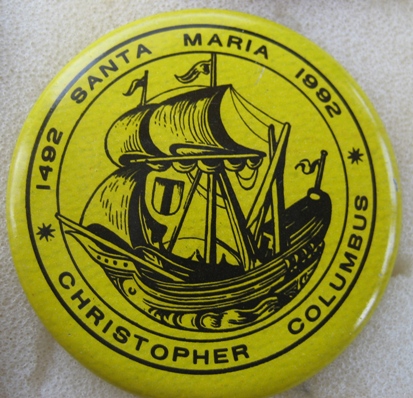 1492 SANTA MARIA 1992
CHRISTOPHER COLUMBUS